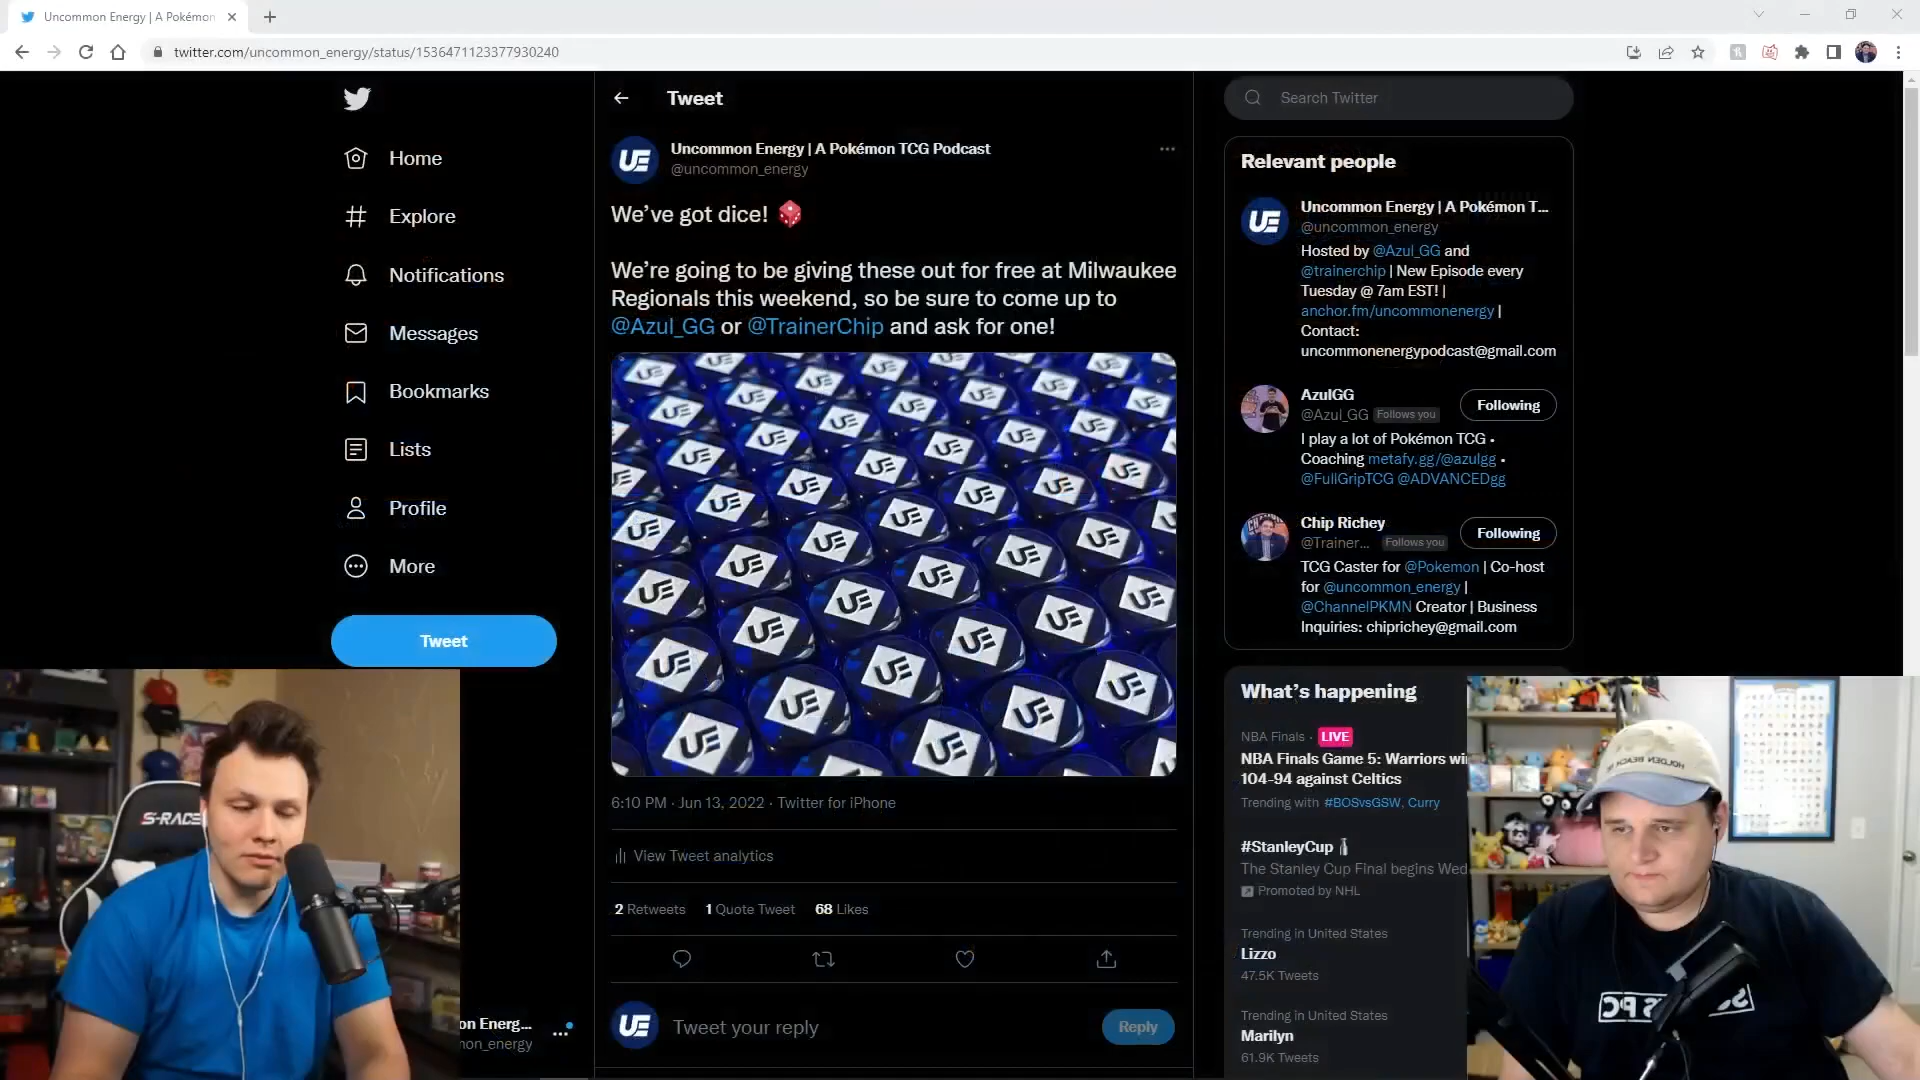 Uncommon Energy | A Pokémon
twitter.com/uncommon_energy/status/1536471123377930240
Home
Explore
Notifications
Messages
Bookmarks
Lists
Profile
More
Tweet
on Energ...
non_energy
Tweet
Uncommon Energy | A Pokémon TCG Podcast
@uncommon_energy
We've got dice!
We're going to be giving these out for free at Milwaukee
Regionals this weekend, so be sure to come up to
@Azul_GG or @TrainerChip and ask for one!
UE
6:10 PM · Jun 13, 2022 · Twitter for iPhone
View Tweet analytics
2 Retweets 1 Quote Tweet 68 Likes
Tweet your reply
Reply
Search Twitter
Relevant people
Uncommon Energy | A Pokémon T...
@uncommon_energy
Hosted by @Azul_GG and
@trainerchip | New Episode every
Tuesday @ 7am EST! |
anchor.fm/uncommonenergy |
Contact:
uncommonenergypodcast@gmail.com
AzulGG
@Azul_GG Follows you
Following
I play a lot of Pokémon TCG •
Coaching metafy.gg/@azulgg •
@FullGripTCG @ADVANCEDgg
Chip Richey
@Trainer... Follows you
Following
TCG Caster for @Pokemon | Co-host
for @uncommon_energy |
@ChannelPKMN Creator | Business
Inquiries: chiprichey@gmail.com
What's happening
NBA Finals · LIVE
NBA Finals Game 5: Warriors wi
104-94 against Celtics
Trending with #BOSvsGSW, Curry
#StanleyCup
The Stanley Cup Final begins Wed
Promoted by NHL
Trending in United States
Lizzo
47.5K Tweets
Trending in United States
Marilyn
61.9K Tweets
S-RACE
HOLDEN BEACH